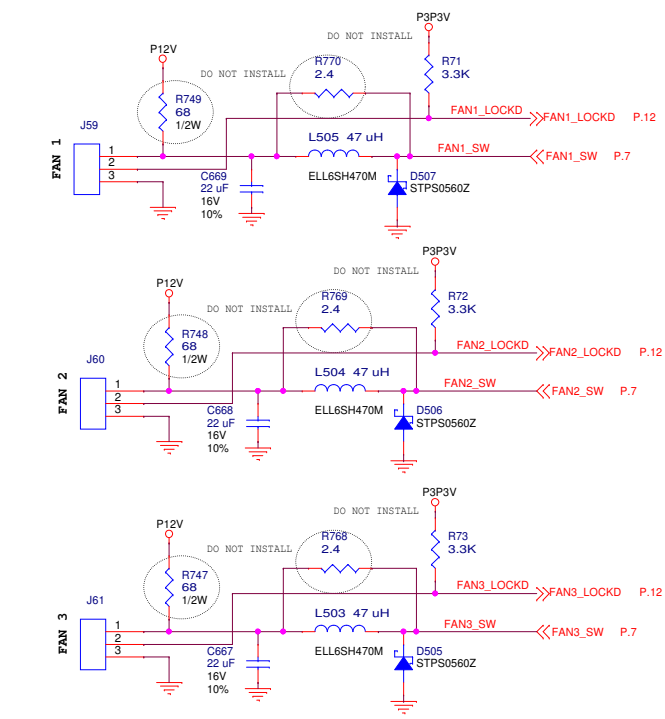 P3P3V
DO NOT INSTALL
P12V
R770
2.4
R71
3.3K
DO NOT INSTALL
R749
68
1/2W
FAN1_LOCKD
FAN1_LOCKD P.12
J59
L505 47 uH
FAN 1
1
2
3
FAN1_SW
FAN1_SW P.7
C669
22 uF
16V
10%
ELL6SH470M
D507
STPS0560Z
P3P3V
DO NOT INSTALL
P12V
R769
2.4
R72
3.3K
DO NOT INSTALL
R748
68
1/2W
FAN2_LOCKD
FAN2_LOCKD P.12
J60
L504 47 uH
FAN 2
1
2
3
FAN2_SW
FAN2_SW P.7
C668
22 uF
16V
10%
ELL6SH470M
D506
STPS0560Z
P3P3V
DO NOT INSTALL
P12V
R768
2.4
R73
3.3K
DO NOT INSTALL
R747
68
1/2W
FAN3_LOCKD
FAN3_LOCKD P.12
J61
L503 47 uH
FAN 3
1
2
3
FAN3_SW
FAN3_SW P.7
C667
22 uF
16V
10%
ELL6SH470M
D505
STPS0560Z